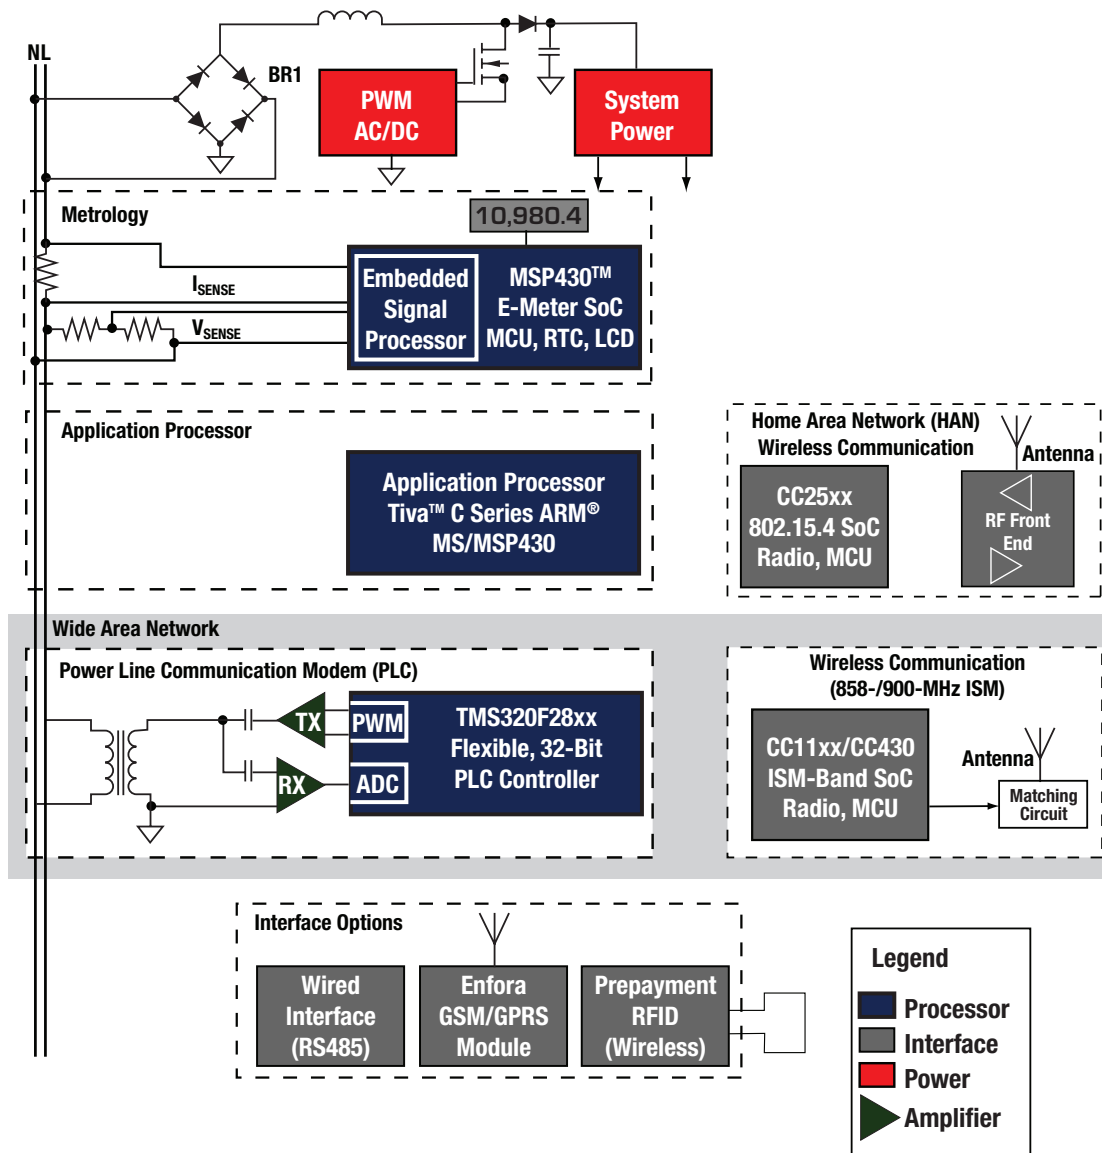 NL
BR1
PWM
AC/DC
System
Power
Metrology
10,980.4
Embedded
Signal
Processor
MSP430™
E-Meter SoC
MCU, RTC, LCD
ISENSE
VSENSE
Application Processor
Application Processor
Tiva™ C Series ARM®
MS/MSP430
Home Area Network (HAN)
Wireless Communication
Antenna
CC25xx
802.15.4 SoC
Radio, MCU
RF Front
End
Wide Area Network
Power Line Communication Modem (PLC)
TX
RX
PWM
ADC
TMS320F28xx
Flexible, 32-Bit
PLC Controller
Wireless Communication
(858-/900-MHz ISM)
CC11xx/CC430
ISM-Band SoC
Radio, MCU
Antenna
Matching
Circuit
Interface Options
Wired
Interface
(RS485)
Enfora
GSM/GPRS
Module
Prepayment
RFID
(Wireless)
Legend
Processor
Interface
Power
Amplifier